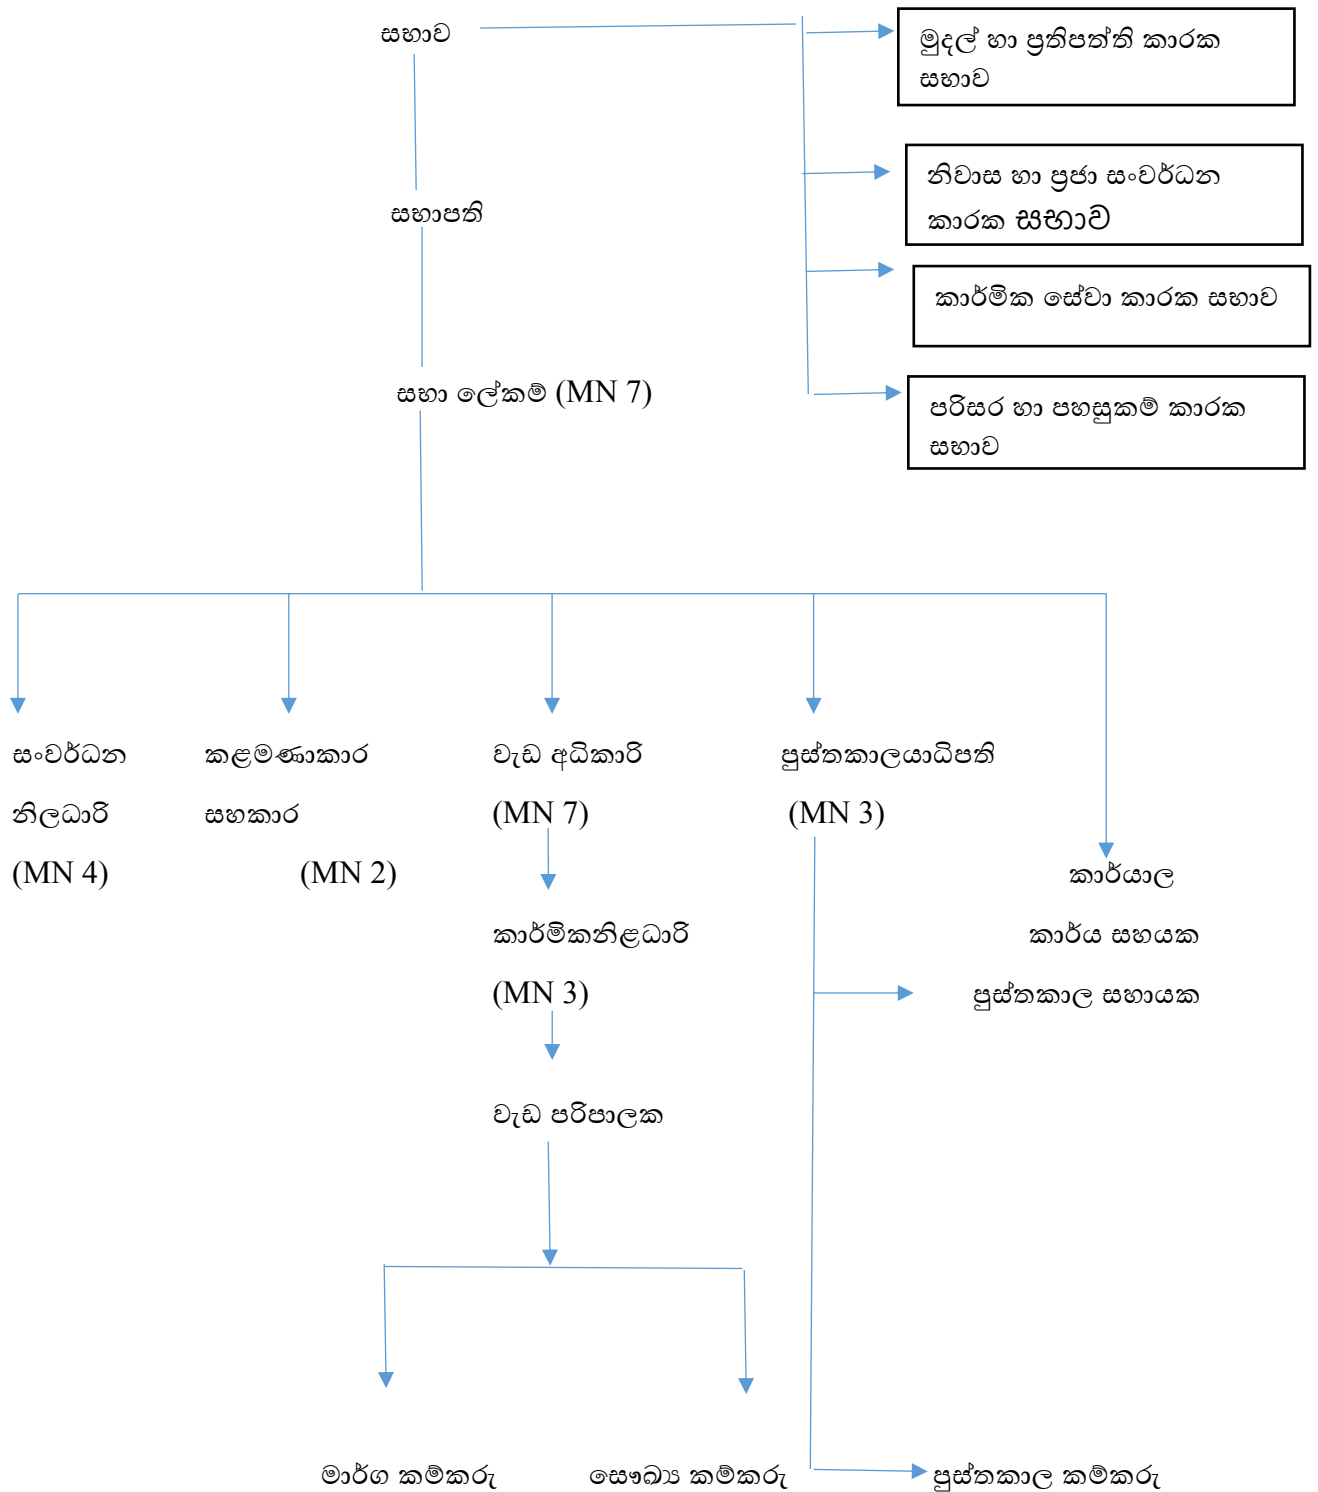 සභාව
මුදල් හා ප්‍රතිපත්ති කාරක
සභාව
නිවාස හා ප්‍රජා සංවර්ධන
කාරක සභාව
සභාපති
කාර්මික සේවා කාරක සභාව
සභා ලේකම් (MN 7)
පරිසර හා පහසුකම් කාරක
සභාව
සංවර්ධන
නිලධාරි
(MN 4)
කළමණාකාර
සහකාර
(MN 2)
වැඩ අධිකාරි
(MN 7)
පුස්තකාලයාධිපති
(MN 3)
කාර්යාල
කාර්ය සහයක
කාර්මිකනිළධාරි
(MN 3)
පුස්තකාල සහායක
වැඩ පරිපාලක
මාර්ග කම්කරු
සෞඛ්‍ය කම්කරු
පුස්තකාල කම්කරු